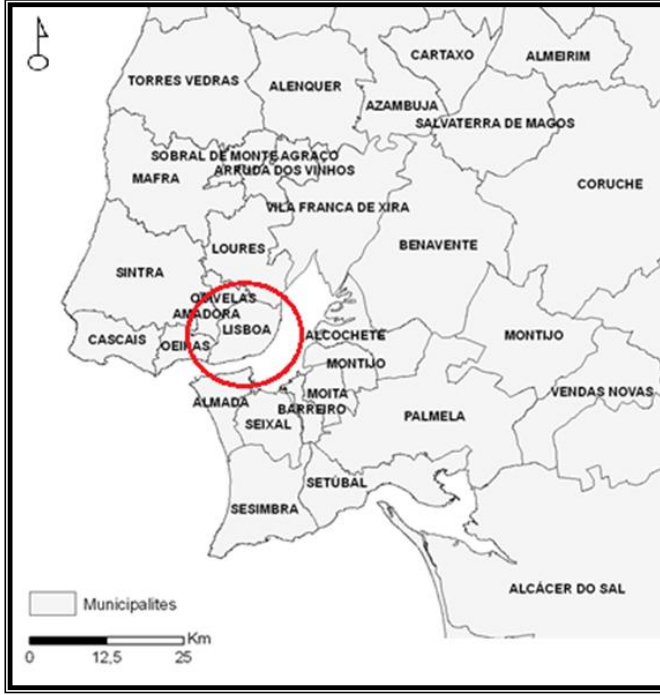 CARTAXO
ALMEIRIM
TORRES VEDRAS
ALENQUER
AZAMBUJA
SALVATERRA DE MAGOS
SOBRAL DE MONTE AGRAÇO
ARRUDA DOS VINHOS
MAFRA
CORUCHE
VILA FRANCA DE XIRA
LOURES
BENAVENTE
SINTRA
ODIVELAS
AMADORA
LISBOA
ALCOCHETE
CASCAIS
OEIRAS
MONTIJO
MONTIJO
MOITA
VENDAS NOVAS
ALMADA
BARREIRO
PALMELA
SEIXAL
SETÚBAL
SESIMBRA
ALCÁCER DO SAL
Municipalites
Km
0 12,5 25